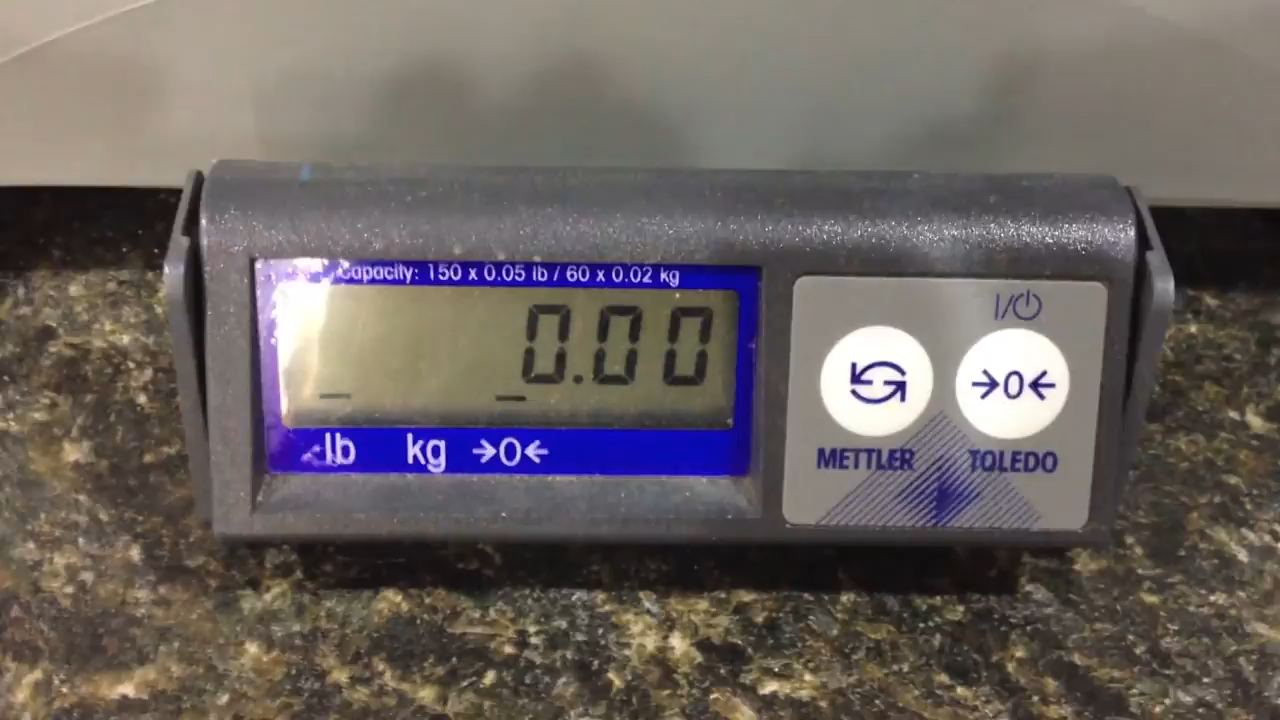 Capacity: 150 x 0.05 lb / 60 x 0.02 kg
0.00
lb kg →0←
I/⏻
→0←
METTLER TOLEDO